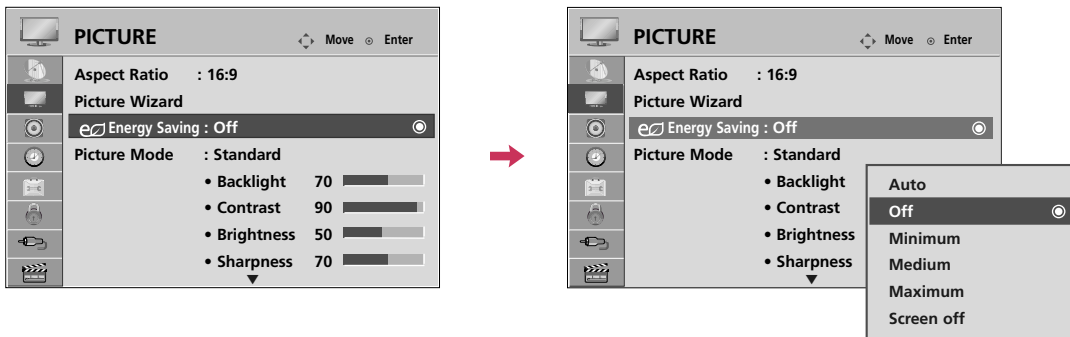 PICTURE
Move Enter
Aspect Ratio : 16:9
Picture Wizard
Energy Saving : Off
Picture Mode : Standard
• Backlight 70
• Contrast 90
• Brightness 50
• Sharpness 70
PICTURE
Move Enter
Aspect Ratio : 16:9
Picture Wizard
Energy Saving : Off
Picture Mode : Standard
• Backlight
• Contrast
• Brightness
• Sharpness
Auto
Off
Minimum
Medium
Maximum
Screen off